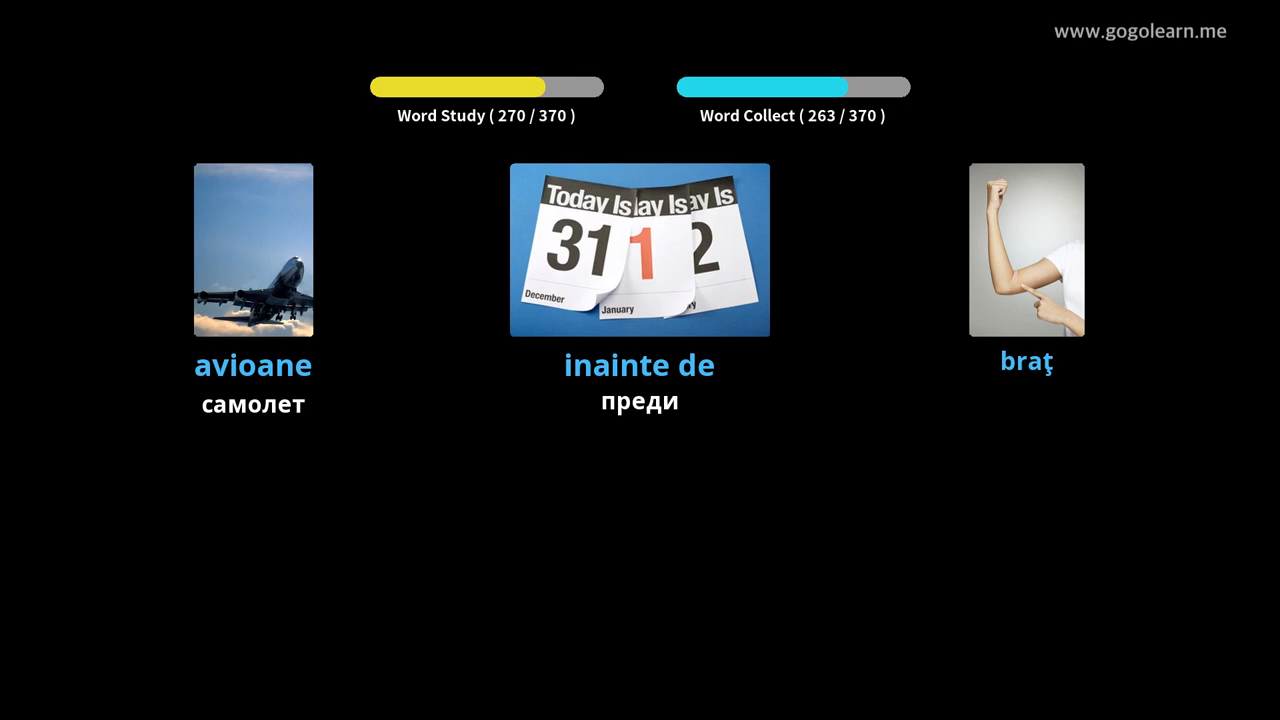 www.gogolearn.me
Word Study ( 270 / 370 )
Word Collect ( 263 / 370 )
Today Is
ay Is
ay Is
31
1
2
December
January
ry
avioane
inainte de
braţ
самолет
преди